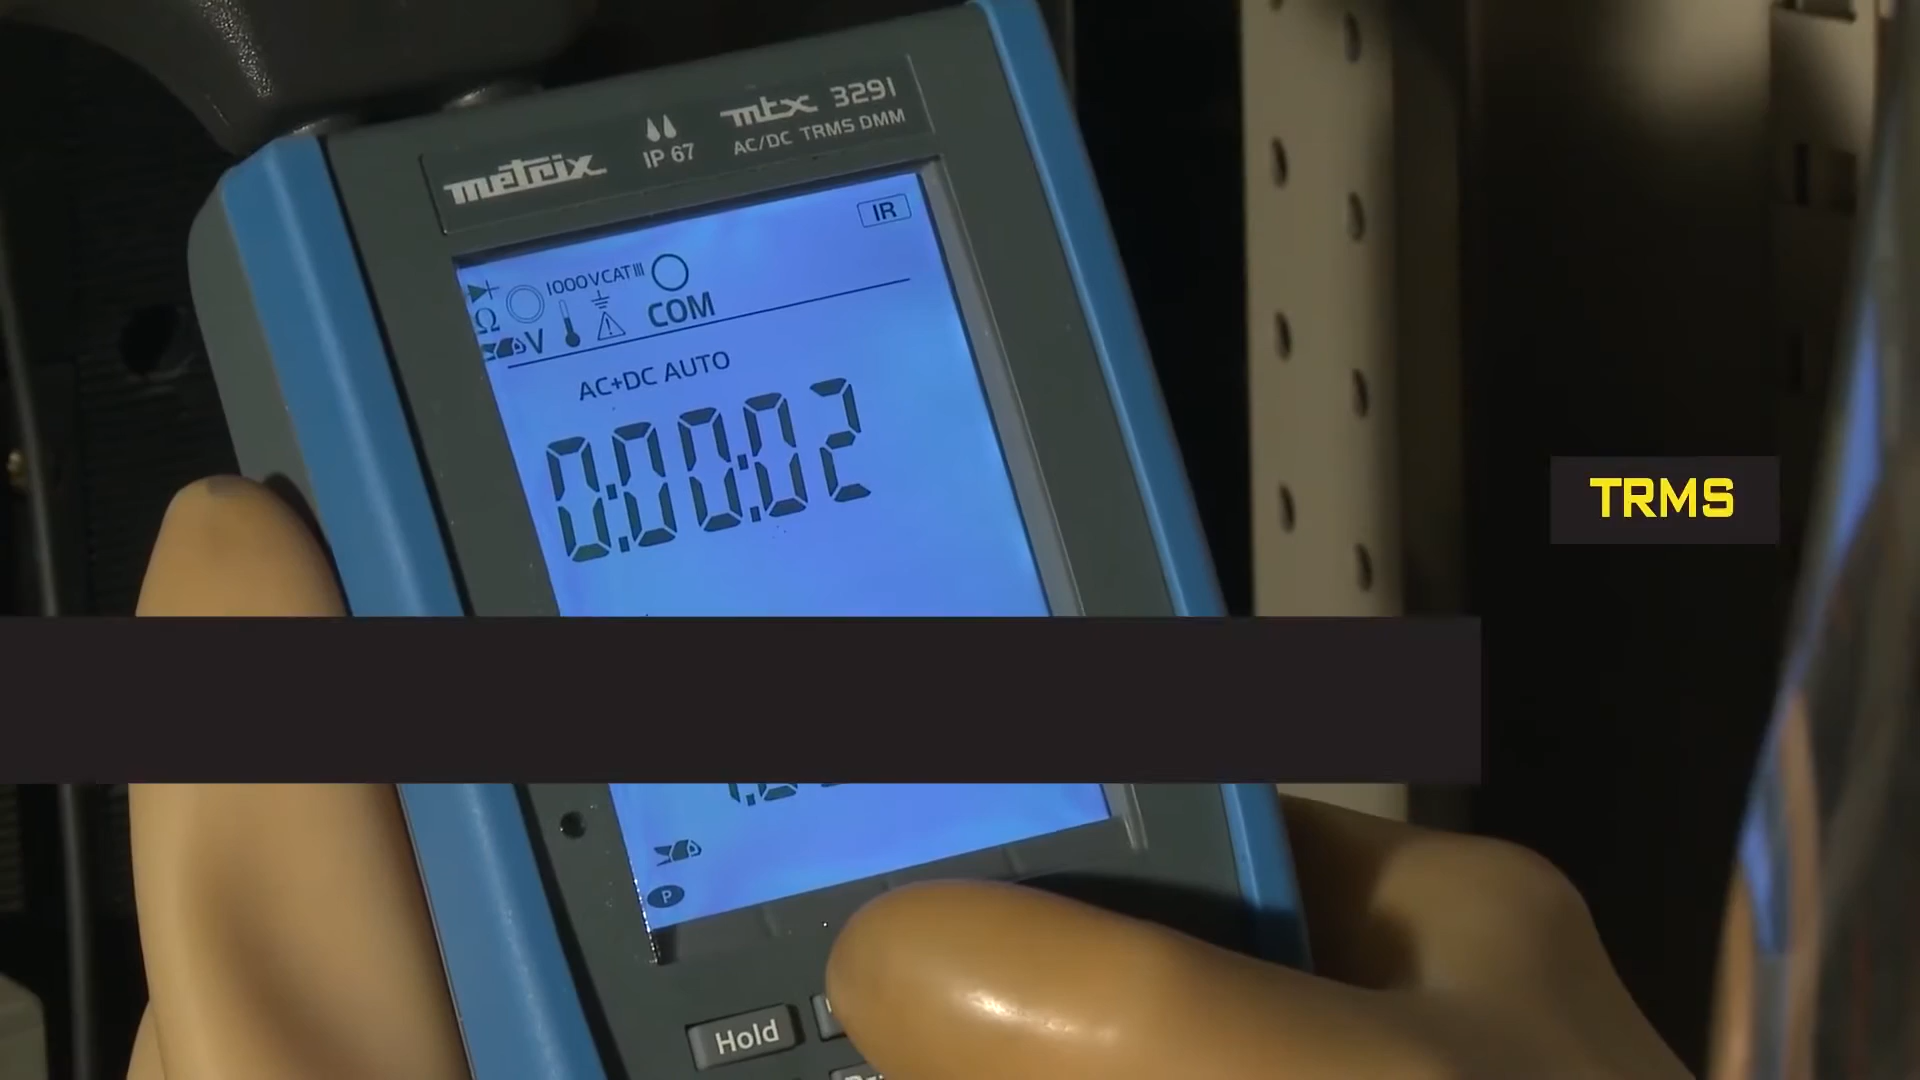 metrix
IP 67
mtx 3291
AC/DC TRMS DMM
IR
1000VCAT III
COM
Ω
V
AC+DC AUTO
0:00:02
TRMS
P
Hold